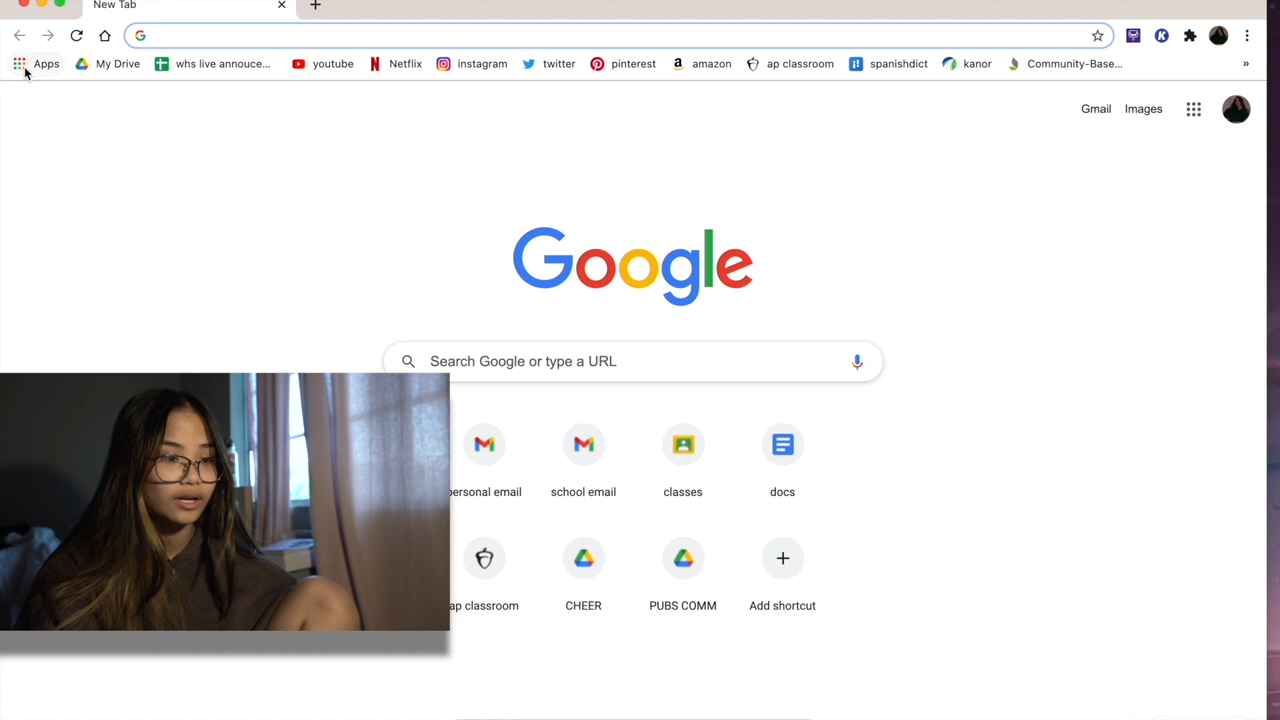 New Tab
Apps My Drive whs live annouce... youtube Netflix instagram twitter pinterest amazon ap classroom spanishdict kanor Community-Base... »
Gmail Images
Google
Search Google or type a URL
personal email school email classes docs
ap classroom CHEER PUBS COMM Add shortcut